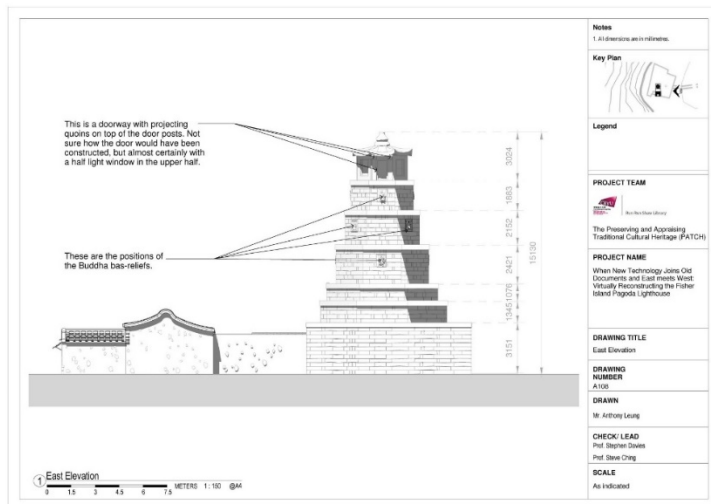 This is a doorway with projecting
quoins on top of the door posts. Not
sure how the door would have been
constructed, but almost certainly with
a half light window in the upper half.
These are the positions of
the Buddha bas-reliefs.
3024
1883
2152
2421
1076
1345
3151
15130
1
East Elevation
METERS 1 : 150 @A4
0 1.5 3 4.5 6 7.5
Notes
1. All dimensions are in millimetres.
Key Plan
Legend
PROJECT TEAM
Run Run Shaw Library
The Preserving and Appraising
Traditional Cultural Heritage (PATCH)
PROJECT NAME
When New Technology Joins Old
Documents and East meets West:
Virtually Reconstructing the Fisher
Island Pagoda Lighthouse
DRAWING TITLE
East Elevation
DRAWING
NUMBER
A108
DRAWN
Mr. Anthony Leung
CHECK/ LEAD
Prof. Stephen Davies
Prof. Steve Ching
SCALE
As indicated